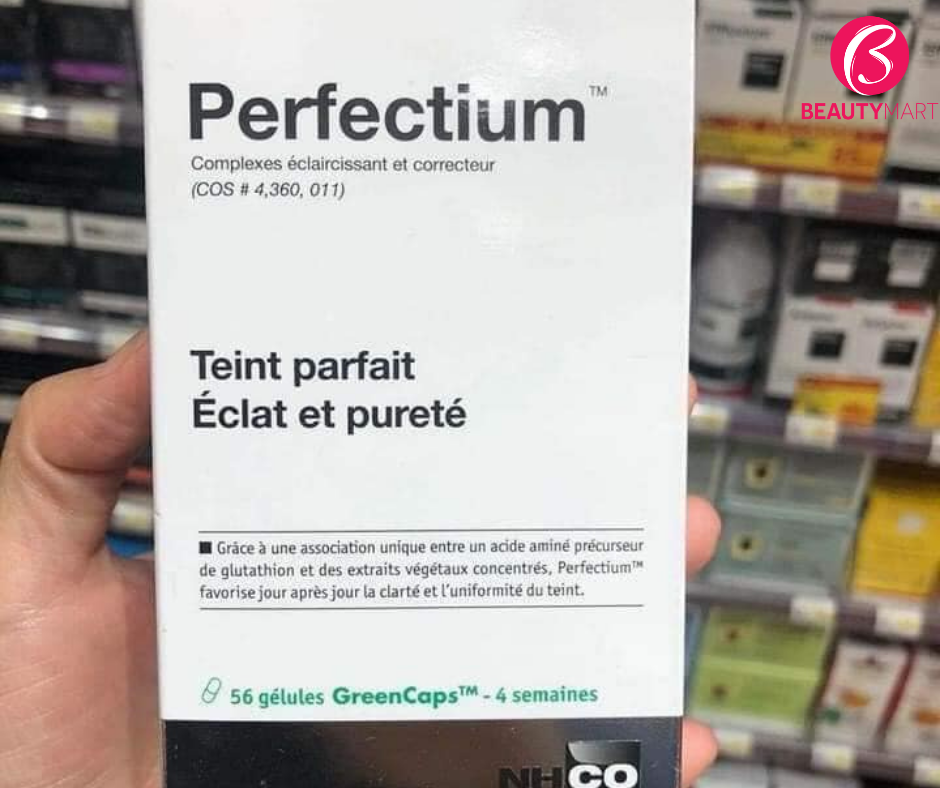 BEAUTYMART
Perfectium™
Complexes éclaircissant et correcteur
(COS # 4,360, 011)
Teint parfait
Éclat et pureté
■ Grâce à une association unique entre un acide aminé précurseur
de glutathion et des extraits végétaux concentrés, Perfectium™
favorise jour après jour la clarté et l'uniformité du teint.
56 gélules GreenCaps™ - 4 semaines
NHCO